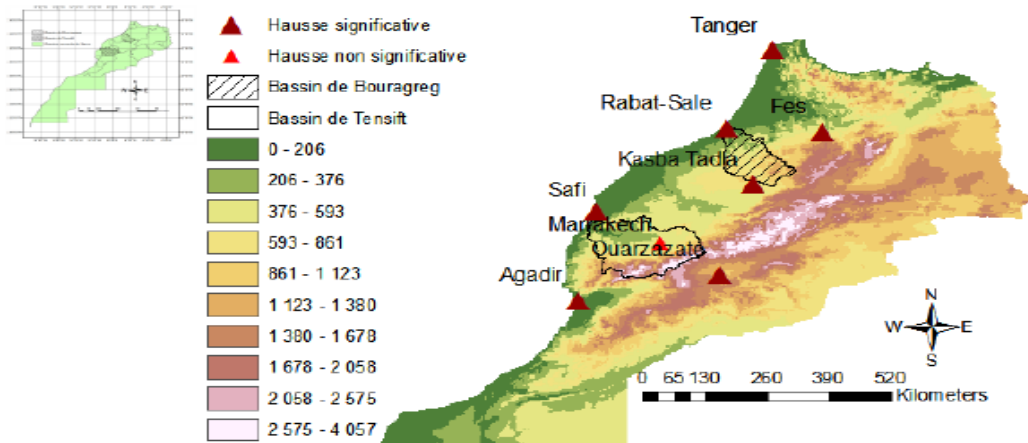 Hausse significative
Hausse non significative
Bassin de Bouragreg
Bassin de Tensift
0 - 206
206 - 376
376 - 593
593 - 861
861 - 1 123
1 123 - 1 380
1 380 - 1 678
1 678 - 2 058
2 058 - 2 575
2 575 - 4 057
Tanger
Rabat-Sale
Fes
Kasba Tadla
Safi
Marrakech
Ouarzazate
Agadir
N
W E
S
0 65 130 260 390 520
Kilometers